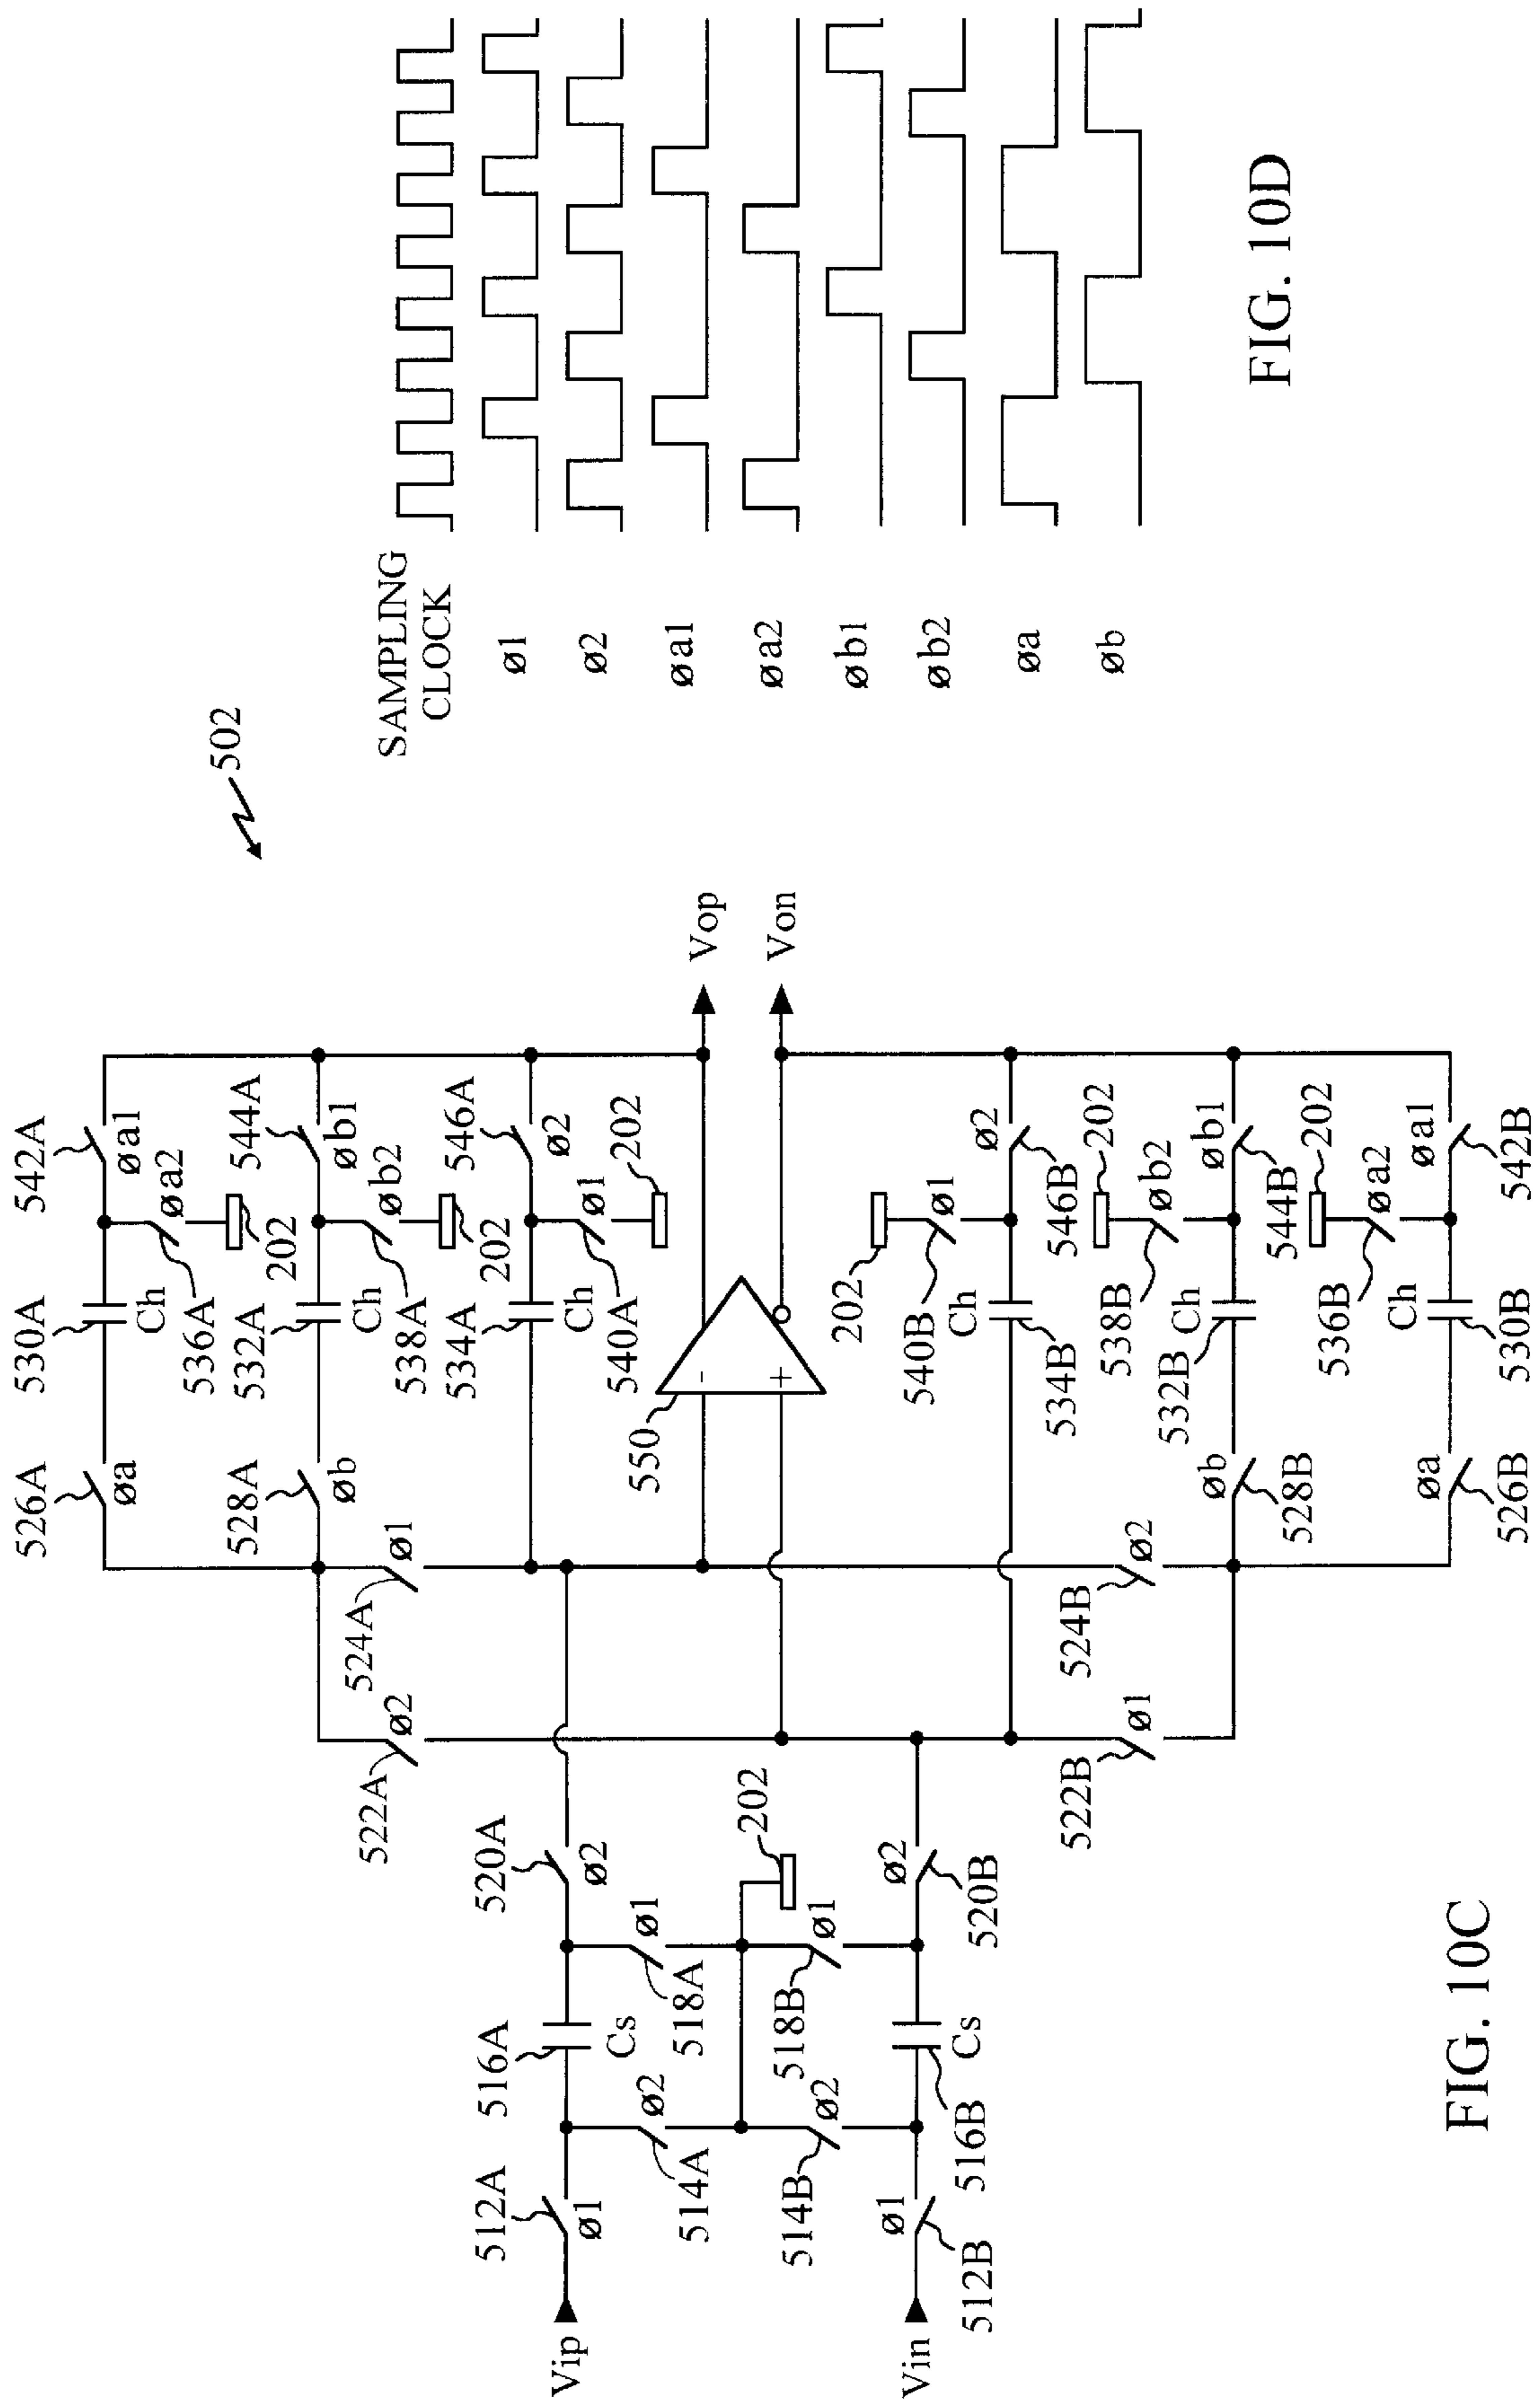 542A
526A
530A
øa
øa1
Ch
øa2
536A
202
544A
528A
532A
øb
øb1
Ch
øb2
538A
202
546A
524A
ø1
534A
ø2
Ch
ø1
540A
202
522A
ø2
512A
516A
520A
Vip
ø1
Cs
ø2
514A
ø2
518A
ø1
202
550
-
+
Vop
Von
514B
ø2
518B
ø1
Vin
ø1
ø2
512B
516B
Cs
520B
202
540B
ø1
ø2
Ch
534B
546B
522B
ø1
524B
ø2
202
538B
øb2
øb
Ch
øb1
528B
532B
544B
202
536B
øa2
øa
Ch
øa1
526B
530B
542B
502
FIG. 10C
SAMPLING
CLOCK
ø1
ø2
øa1
øa2
øb1
øb2
øa
øb
FIG. 10D